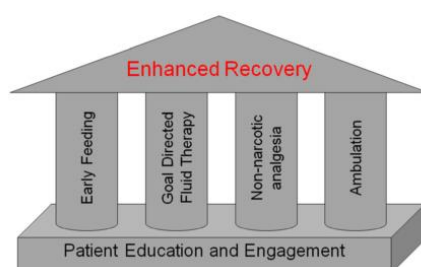 Enhanced Recovery
Early Feeding
Goal Directed
Fluid Therapy
Non-narcotic
analgesia
Ambulation
Patient Education and Engagement